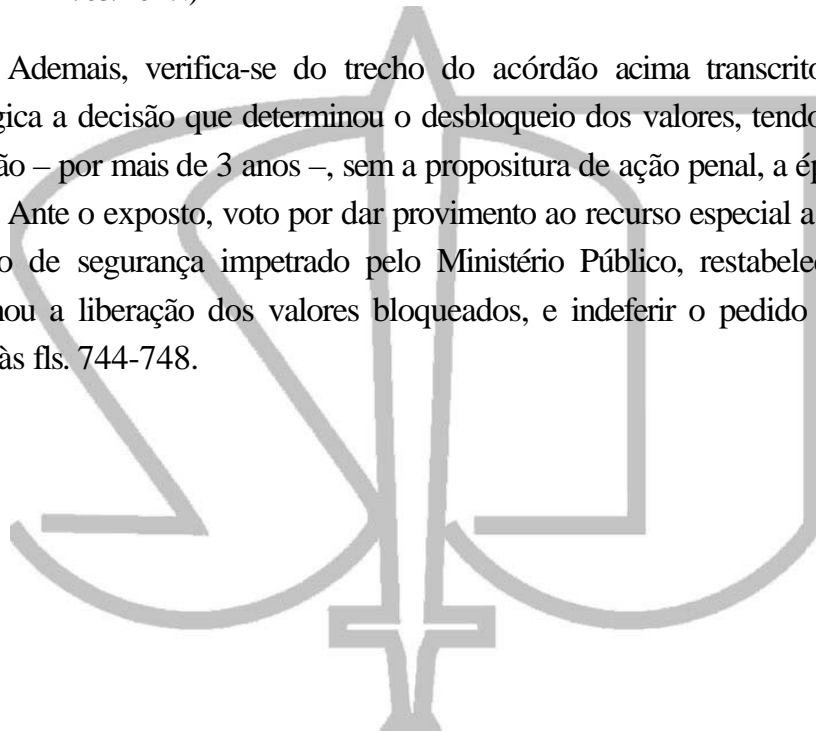 Ademais, verifica-se do trecho do acórdão acima transcrito
gica a decisão que determinou o desbloqueio dos valores, tendo
ão – por mais de 3 anos –, sem a propositura de ação penal, a ép
Ante o exposto, voto por dar provimento ao recurso especial a
o de segurança impetrado pelo Ministério Público, restabelec
nou a liberação dos valores bloqueados, e indeferir o pedido
às fls. 744-748.